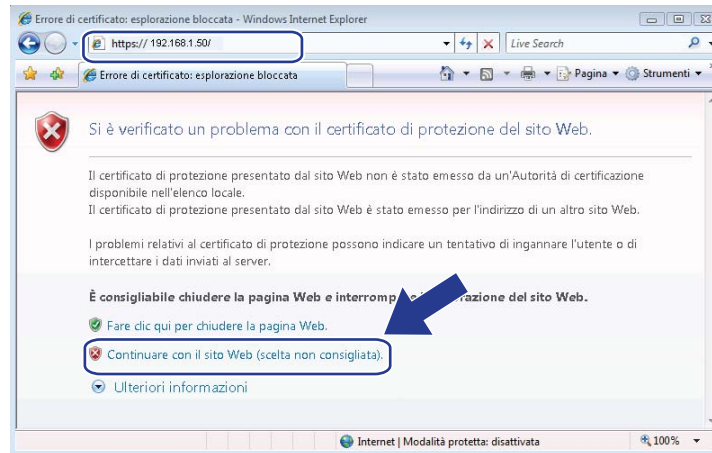 Errore di certificato: esplorazione bloccata - Windows Internet Explorer
https:// 192.168.1.50/
Live Search
Errore di certificato: esplorazione bloccata
Pagina
Strumenti
Si è verificato un problema con il certificato di protezione del sito Web.
Il certificato di protezione presentato dal sito Web non è stato emesso da un'Autorità di certificazione
disponibile nell'elenco locale.
Il certificato di protezione presentato dal sito Web è stato emesso per l'indirizzo di un altro sito Web.
I problemi relativi al certificato di protezione possono indicare un tentativo di ingannare l'utente o di
intercettare i dati inviati al server.
È consigliabile chiudere la pagina Web e del sito Web.
Fare clic qui per chiudere la pagina Web.
Continuare con il sito Web (scelta non consigliata).
Ulteriori informazioni
Internet | Modalità protetta: disattivata
100%